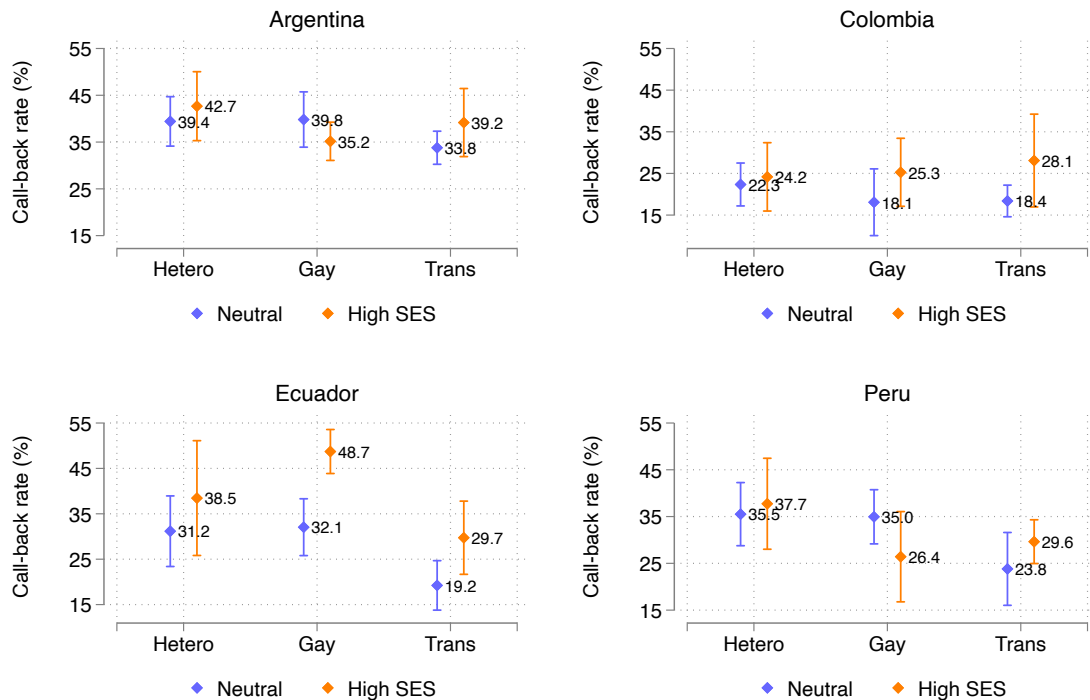 Argentina
Call-back rate (%)
55
45
35
25
15
39.4
42.7
39.8
35.2
33.8
39.2
Hetero Gay Trans
Neutral High SES
Colombia
Call-back rate (%)
55
45
35
25
15
22.3
24.2
18.1
25.3
18.4
28.1
Hetero Gay Trans
Neutral High SES
Ecuador
Call-back rate (%)
55
45
35
25
15
31.2
38.5
32.1
48.7
19.2
29.7
Hetero Gay Trans
Neutral High SES
Peru
Call-back rate (%)
55
45
35
25
15
35.5
37.7
35.0
26.4
23.8
29.6
Hetero Gay Trans
Neutral High SES